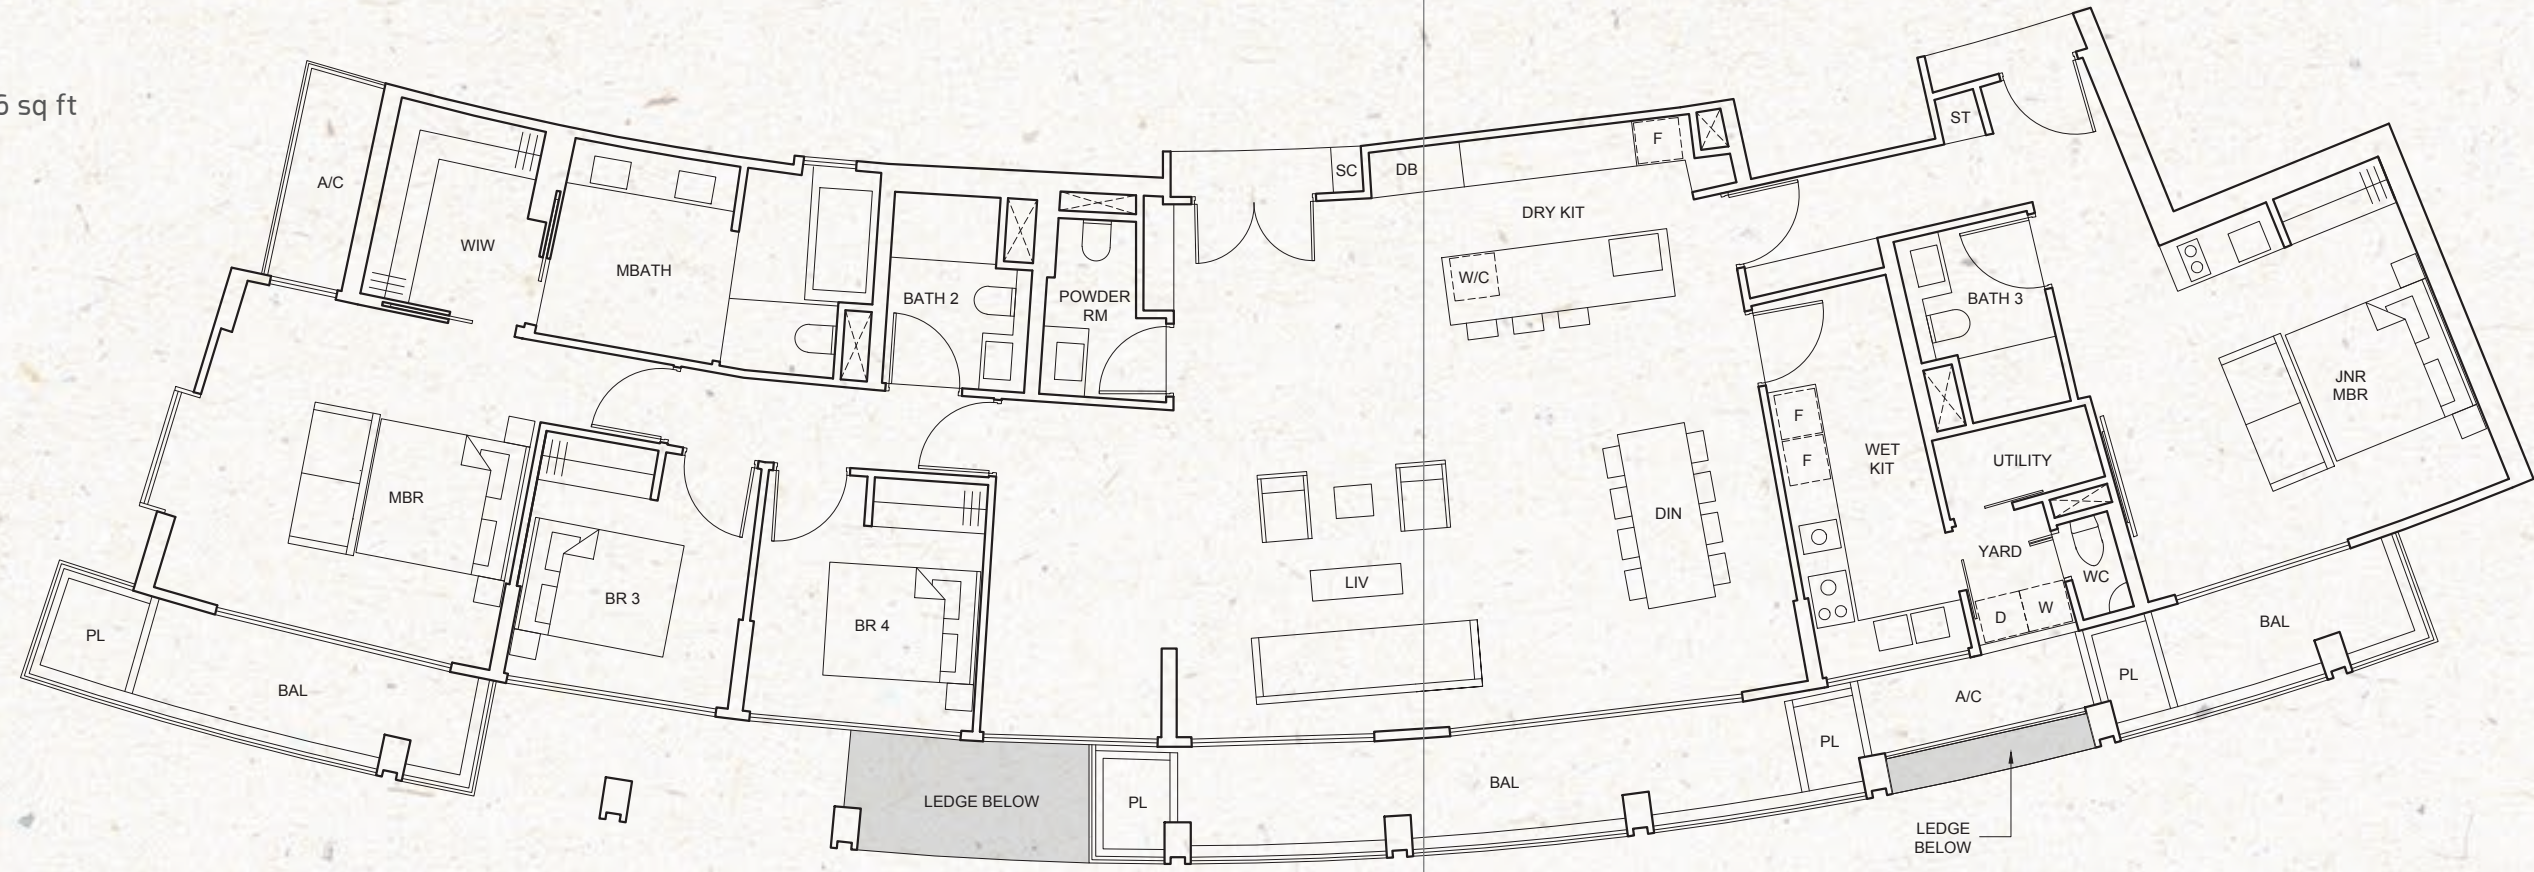 6 sq ft
A/C
WIW
MBATH
BATH 2
POWDER
RM
SC
DB
F
DRY KIT
W/C
ST
BATH 3
JNR
MBR
F
F
WET
KIT
UTILITY
DIN
YARD
WC
D
W
LIV
MBR
BR 3
BR 4
PL
BAL
LEDGE BELOW
PL
BAL
PL
A/C
PL
BAL
LEDGE
BELOW